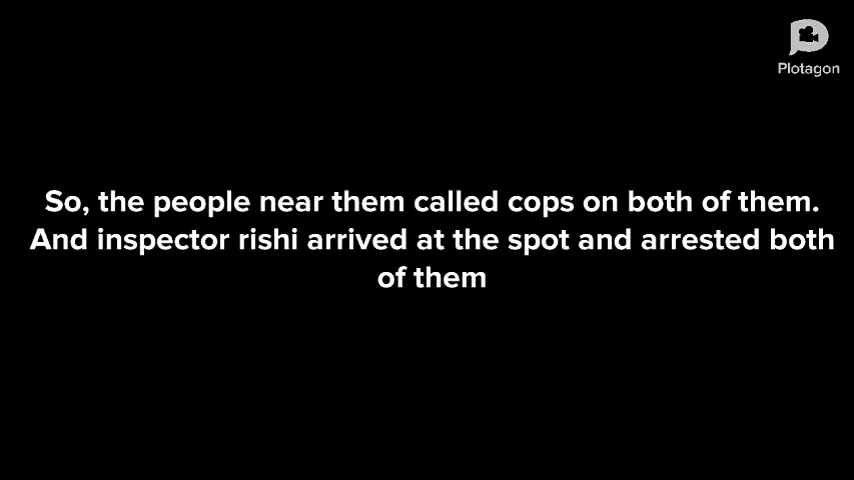 Plotagon
So, the people near them called cops on both of them.
And inspector rishi arrived at the spot and arrested both
of them